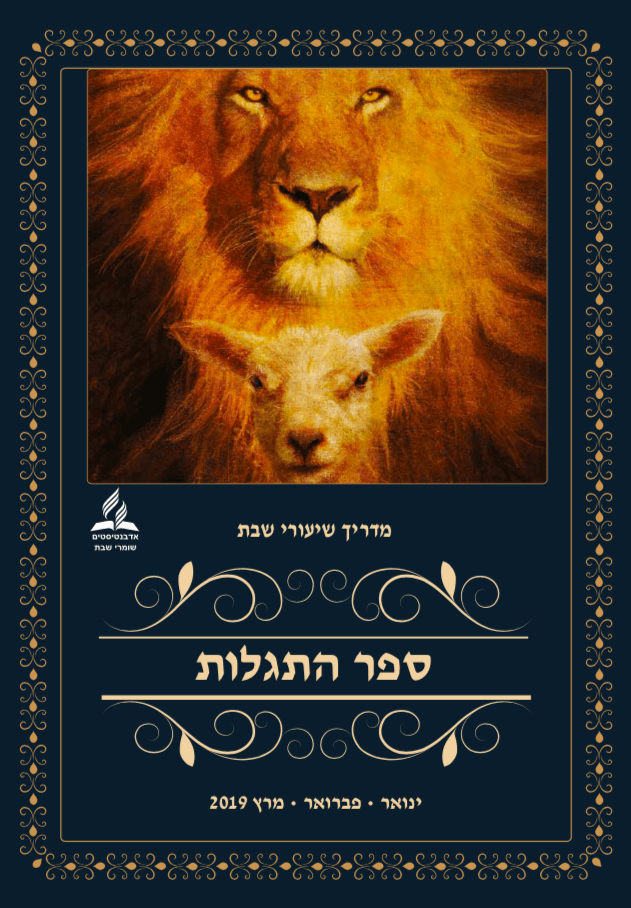 אדבנטיסטים
שומרי שבת
מדריך שיעורי שבת
ספר התגלות
ינואר • פברואר • מרץ 2019